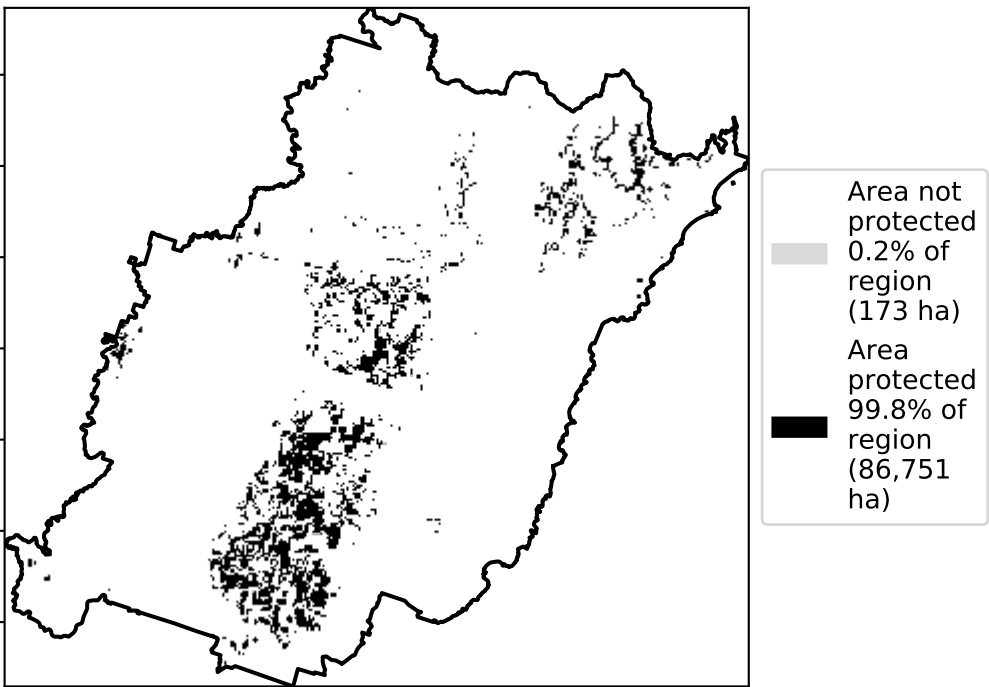 Area not
protected
0.2% of
region
(173 ha)
Area
protected
99.8% of
region
(86,751
ha)